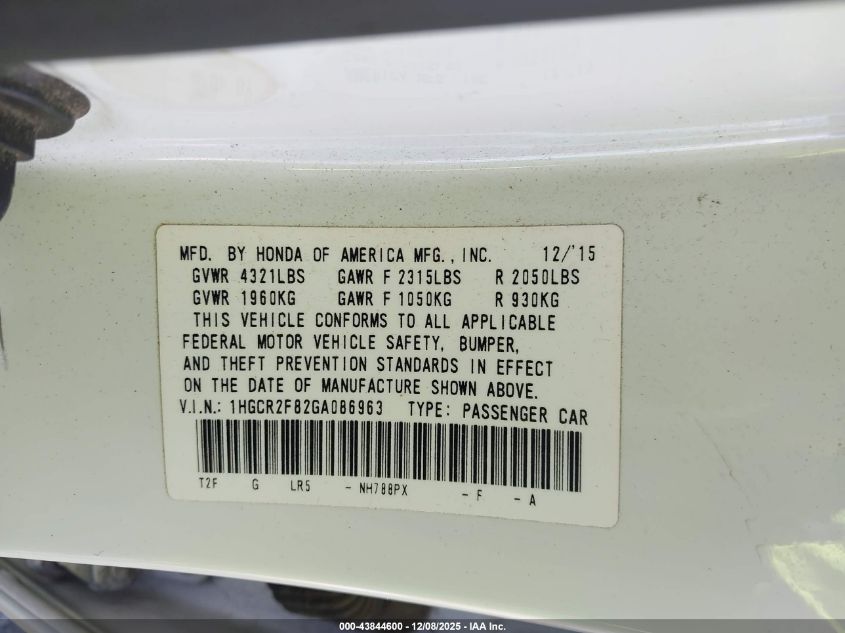 MFD. BY HONDA OF AMERICA MFG., INC. 12/'15
GVWR 4321LBS GAWR F 2315LBS R 2050LBS
GVWR 1960KG GAWR F 1050KG R 930KG
THIS VEHICLE CONFORMS TO ALL APPLICABLE
FEDERAL MOTOR VEHICLE SAFETY, BUMPER,
AND THEFT PREVENTION STANDARDS IN EFFECT
ON THE DATE OF MANUFACTURE SHOWN ABOVE.
V.I.N.: 1HGCR2F82GA086963 TYPE: PASSENGER CAR
T2F G LR5 - NH788PX - F - A
000-43844600 - 12/08/2025 - IAA Inc.